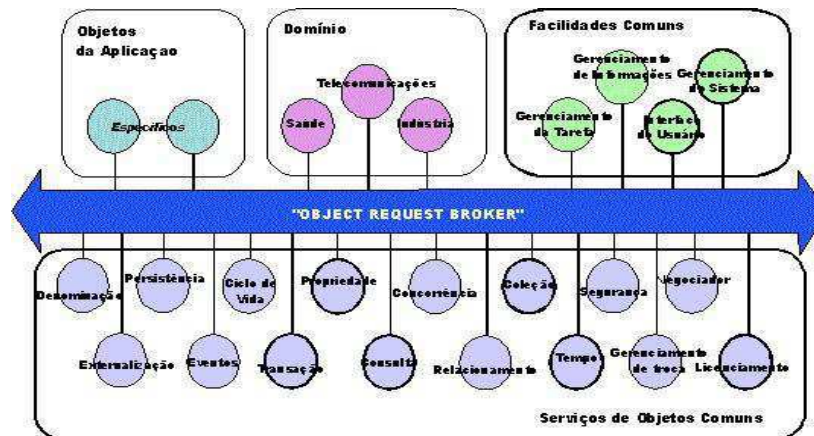 Objetos
da Aplicaçao
Domínio
Facilidades Comuns
Específicos
Telecomunicações
Saúde
Indústria
Gerenciamento
de Informações
Gerenciamento
de Sistema
Gerenciamento
da Tarefa
Interface
do Usuário
"OBJECT REQUEST BROKER"
Denominação
Persistência
Ciclo de
Vida
Propriedade
Concorrência
Coleção
Segurança
Negociador
Externalização
Eventos
Transação
Consulta
Relacionamento
Tempo
Gerenciamento
de troca
Licenciamento
Serviços de Objetos Comuns